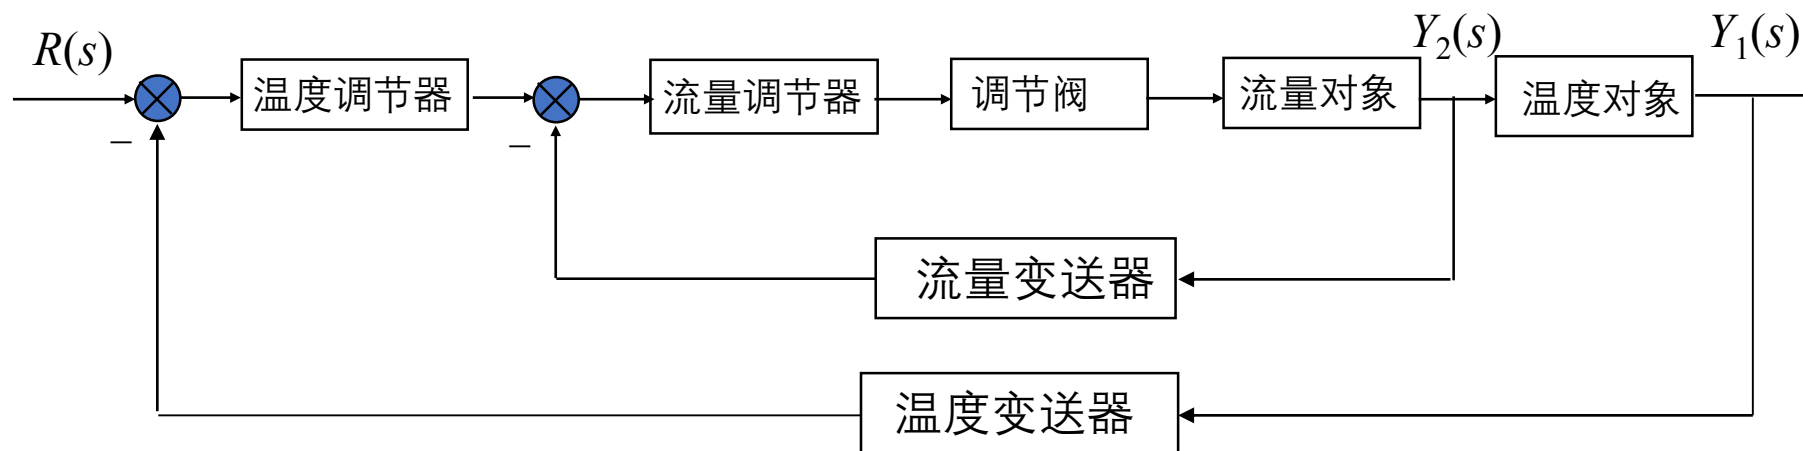 R(s)
Y₂(s)
Y₁(s)
温度调节器
流量调节器
调节阀
流量对象
温度对象
−
−
流量变送器
温度变送器